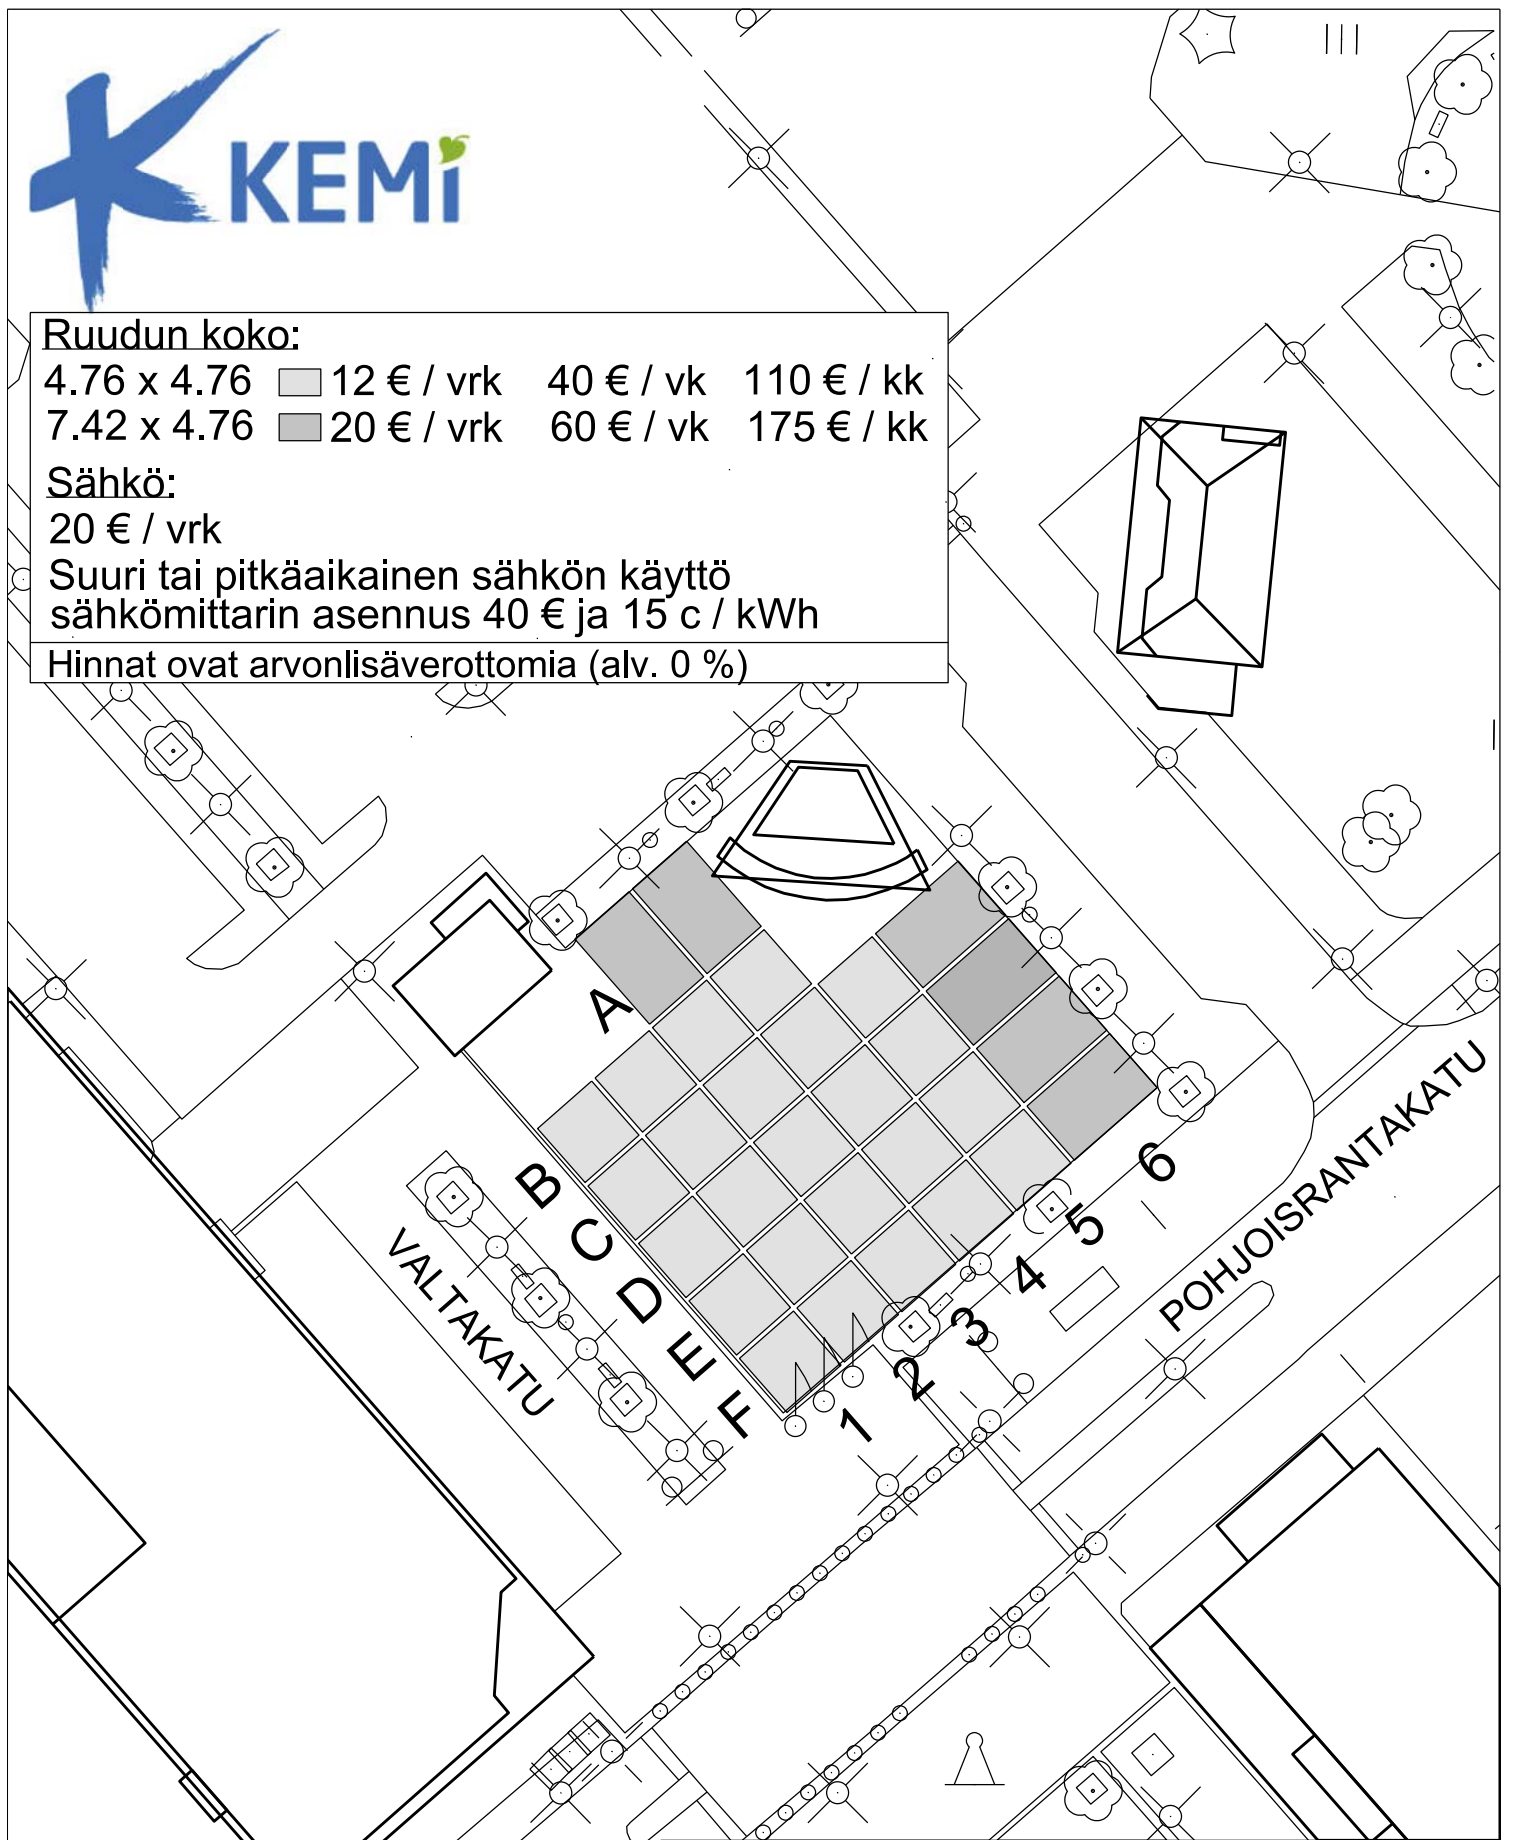 KEMi
Ruudun koko:
4.76 x 4.76 12 € / vrk 40 € / vk 110 € / kk
7.42 x 4.76 20 € / vrk 60 € / vk 175 € / kk
Sähkö:
20 € / vrk
Suuri tai pitkäaikainen sähkön käyttö
sähkömittarin asennus 40 € ja 15 c / kWh
Hinnat ovat arvonlisäverottomia (alv. 0 %)
A
B
C
D
E
F
1
2
3
4
5
6
VALTAKATU
POHJOISRANTAKATU